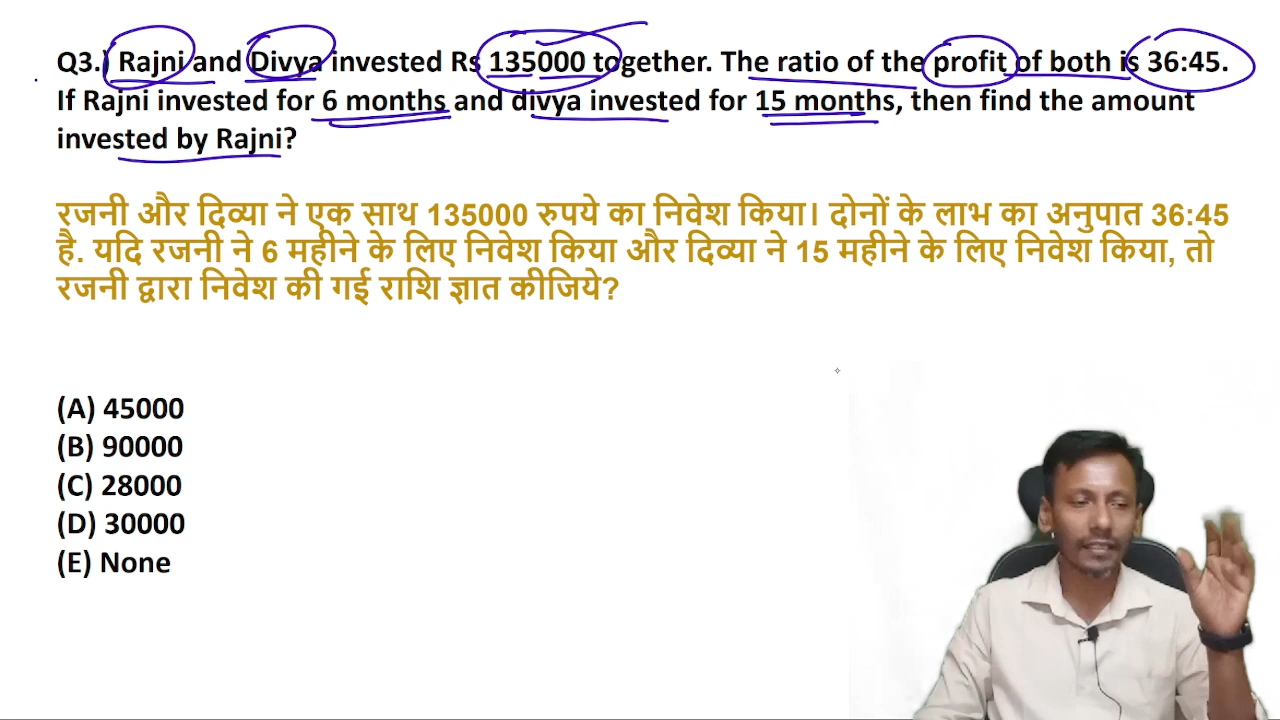 Q3.) Rajni and Divya invested Rs 135000 together. The ratio of the profit of both is 36:45.
If Rajni invested for 6 months and divya invested for 15 months, then find the amount
invested by Rajni?
रजनी और दिव्या ने एक साथ 135000 रुपये का निवेश किया। दोनों के लाभ का अनुपात 36:45
है. यदि रजनी ने 6 महीने के लिए निवेश किया और दिव्या ने 15 महीने के लिए निवेश किया, तो
रजनी द्वारा निवेश की गई राशि ज्ञात कीजिये?
(A) 45000
(B) 90000
(C) 28000
(D) 30000
(E) None